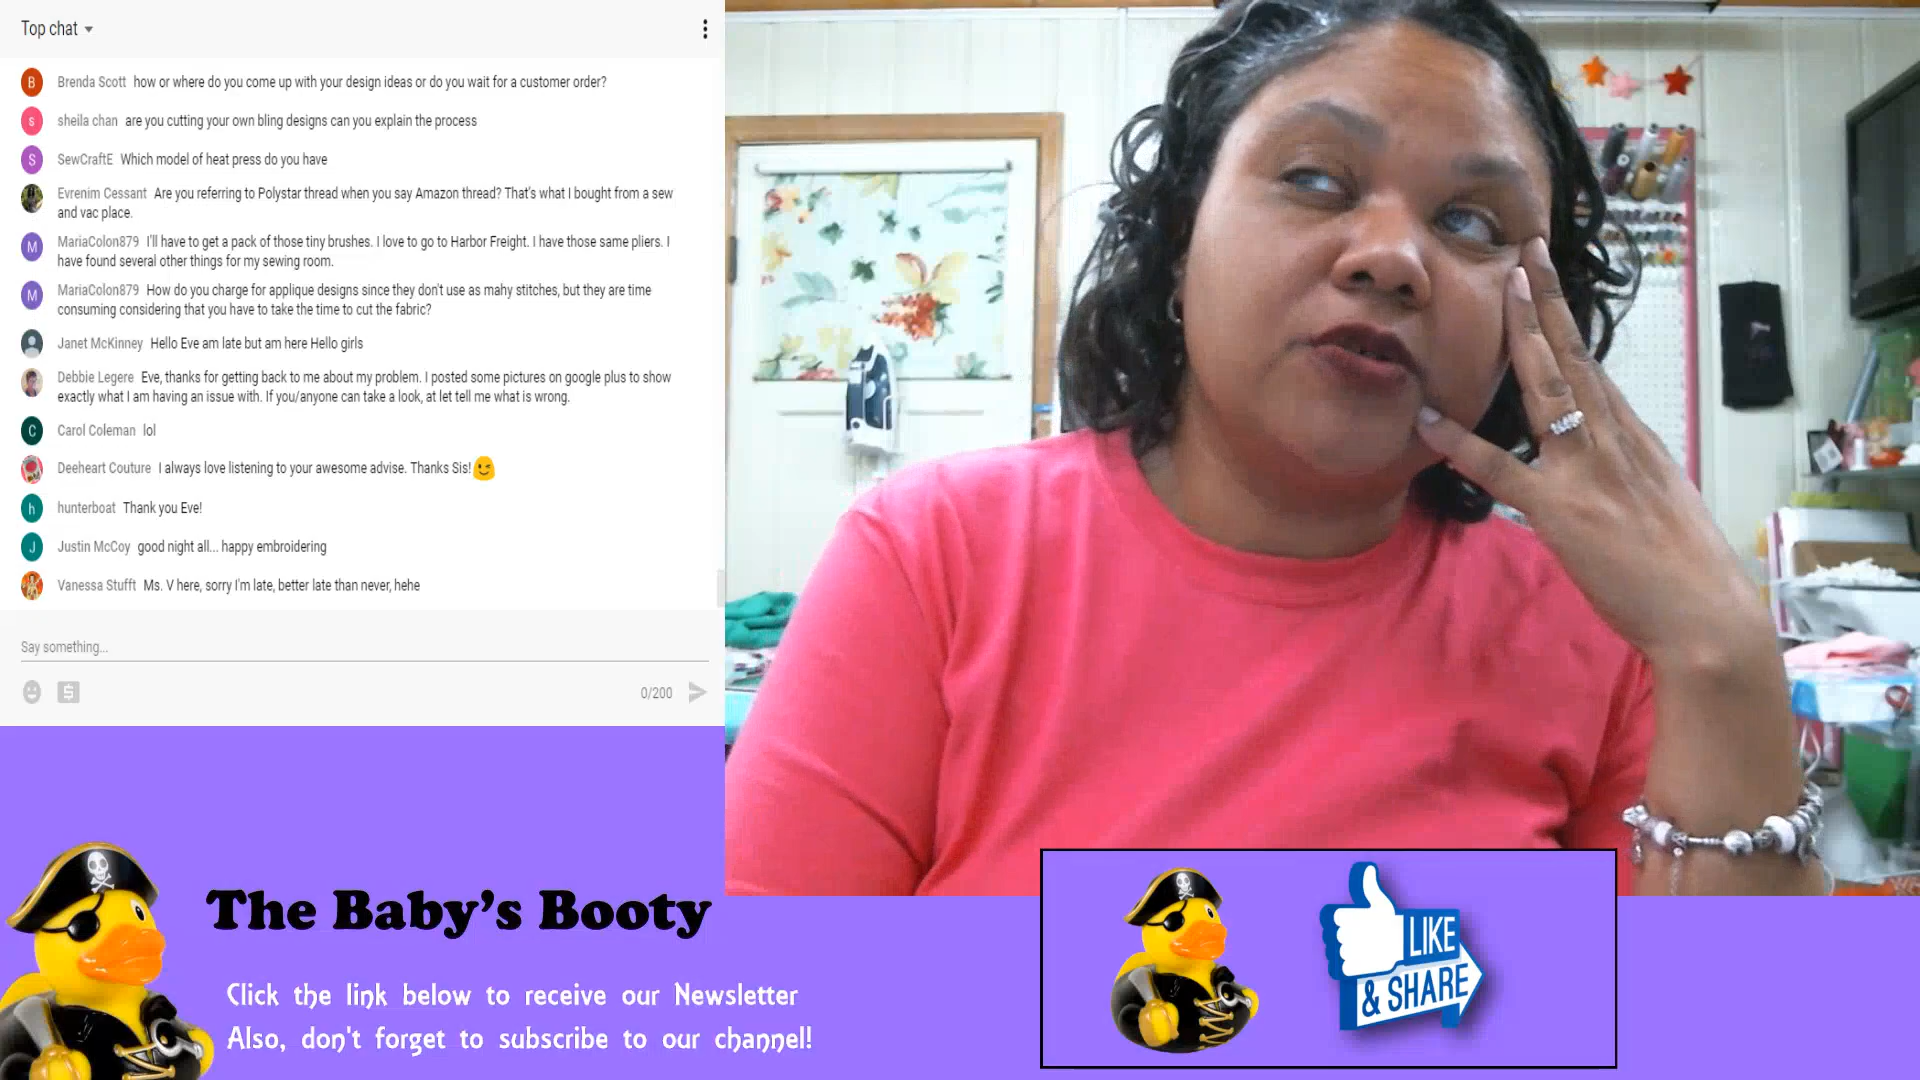 Top chat
B Brenda Scott how or where do you come up with your design ideas or do you wait for a customer order?
s sheila chan are you cutting your own bling designs can you explain the process
S SewCraftE Which model of heat press do you have
Evrenim Cessant Are you referring to Polystar thread when you say Amazon thread? That's what I bought from a sew
and vac place.
M MariaColon879 I'll have to get a pack of those tiny brushes. I love to go to Harbor Freight. I have those same pliers. I
have found several other things for my sewing room.
M MariaColon879 How do you charge for applique designs since they don't use as mahy stitches, but they are time
consuming considering that you have to take the time to cut the fabric?
Janet McKinney Hello Eve am late but am here Hello girls
Debbie Legere Eve, thanks for getting back to me about my problem. I posted some pictures on google plus to show
exactly what I am having an issue with. If you/anyone can take a look, at let tell me what is wrong.
C Carol Coleman lol
Deeheart Couture I always love listening to your awesome advise. Thanks Sis!
h hunterboat Thank you Eve!
J Justin McCoy good night all... happy embroidering
Vanessa Stufft Ms. V here, sorry I'm late, better late than never, hehe
Say something...
0/200
The Baby's Booty
Click the link below to receive our Newsletter
Also, don't forget to subscribe to our channel!
LIKE
& SHARE